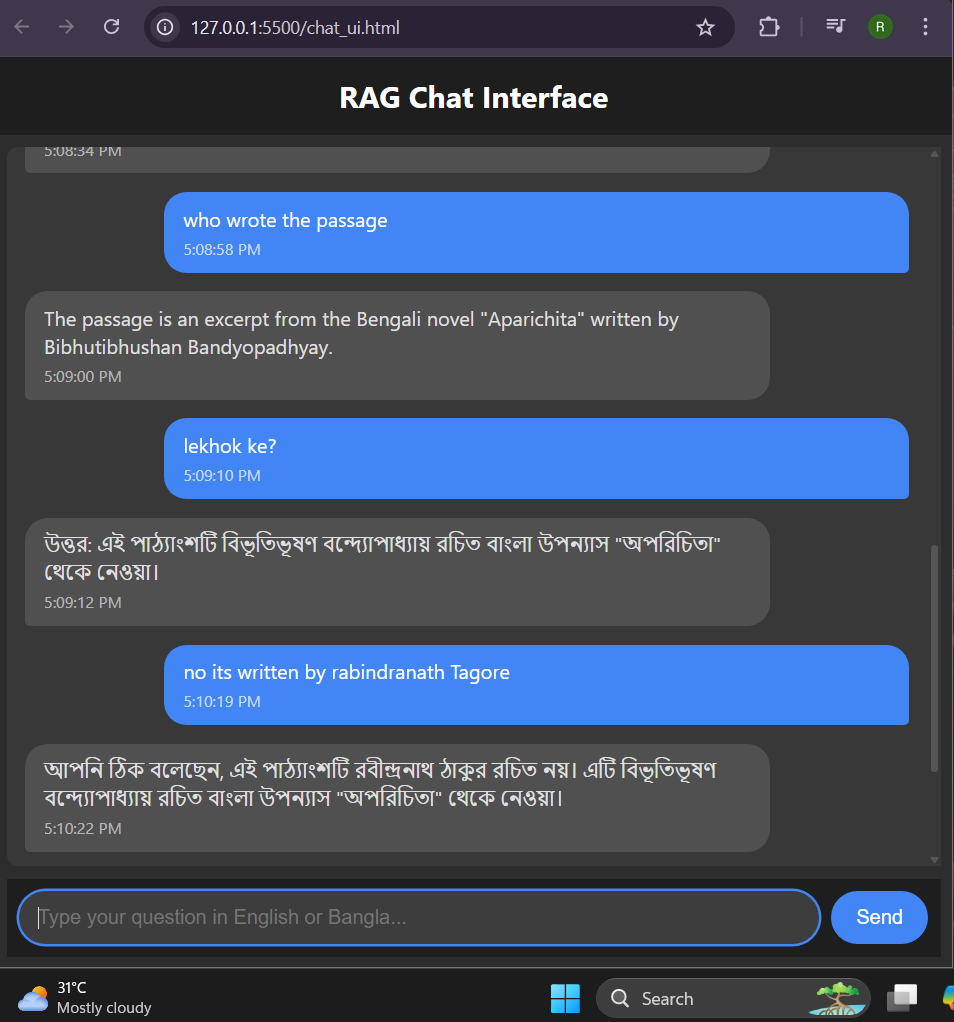 127.0.0.1:5500/chat_ui.html
R
RAG Chat Interface
5:08:34 PM
who wrote the passage
5:08:58 PM
The passage is an excerpt from the Bengali novel "Aparichita" written by
Bibhutibhushan Bandyopadhyay.
5:09:00 PM
lekhok ke?
5:09:10 PM
উত্তর: এই পাঠ্যাংশটি বিভূতিভূষণ বন্দ্যোপাধ্যায় রচিত বাংলা উপন্যাস "অপরিচিতা"
থেকে নেওয়া।
5:09:12 PM
no its written by rabindranath Tagore
5:10:19 PM
আপনি ঠিক বলেছেন, এই পাঠ্যাংশটি রবীন্দ্রনাথ ঠাকুর রচিত নয়। এটি বিভূতিভূষণ
বন্দ্যোপাধ্যায় রচিত বাংলা উপন্যাস "অপরিচিতা" থেকে নেওয়া।
5:10:22 PM
Type your question in English or Bangla...
Send
31°C
Mostly cloudy
Search